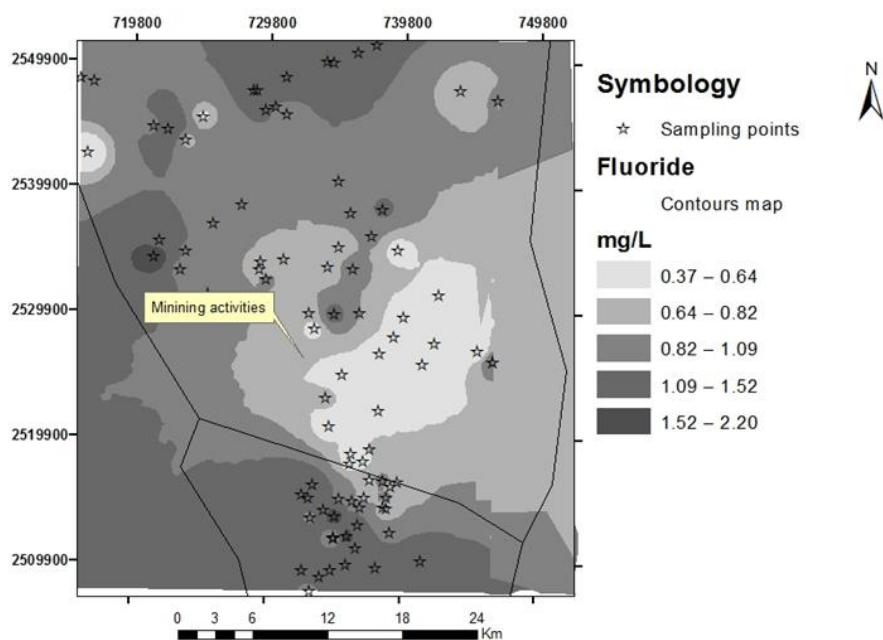 719800 729800 739800 749800
2549900
2539900
2529900
2519900
2509900
Minining activities
0 3 6 12 18 24
Km
N
Symbology
Sampling points
Fluoride
Contours map
mg/L
0.37 – 0.64
0.64 – 0.82
0.82 – 1.09
1.09 – 1.52
1.52 – 2.20